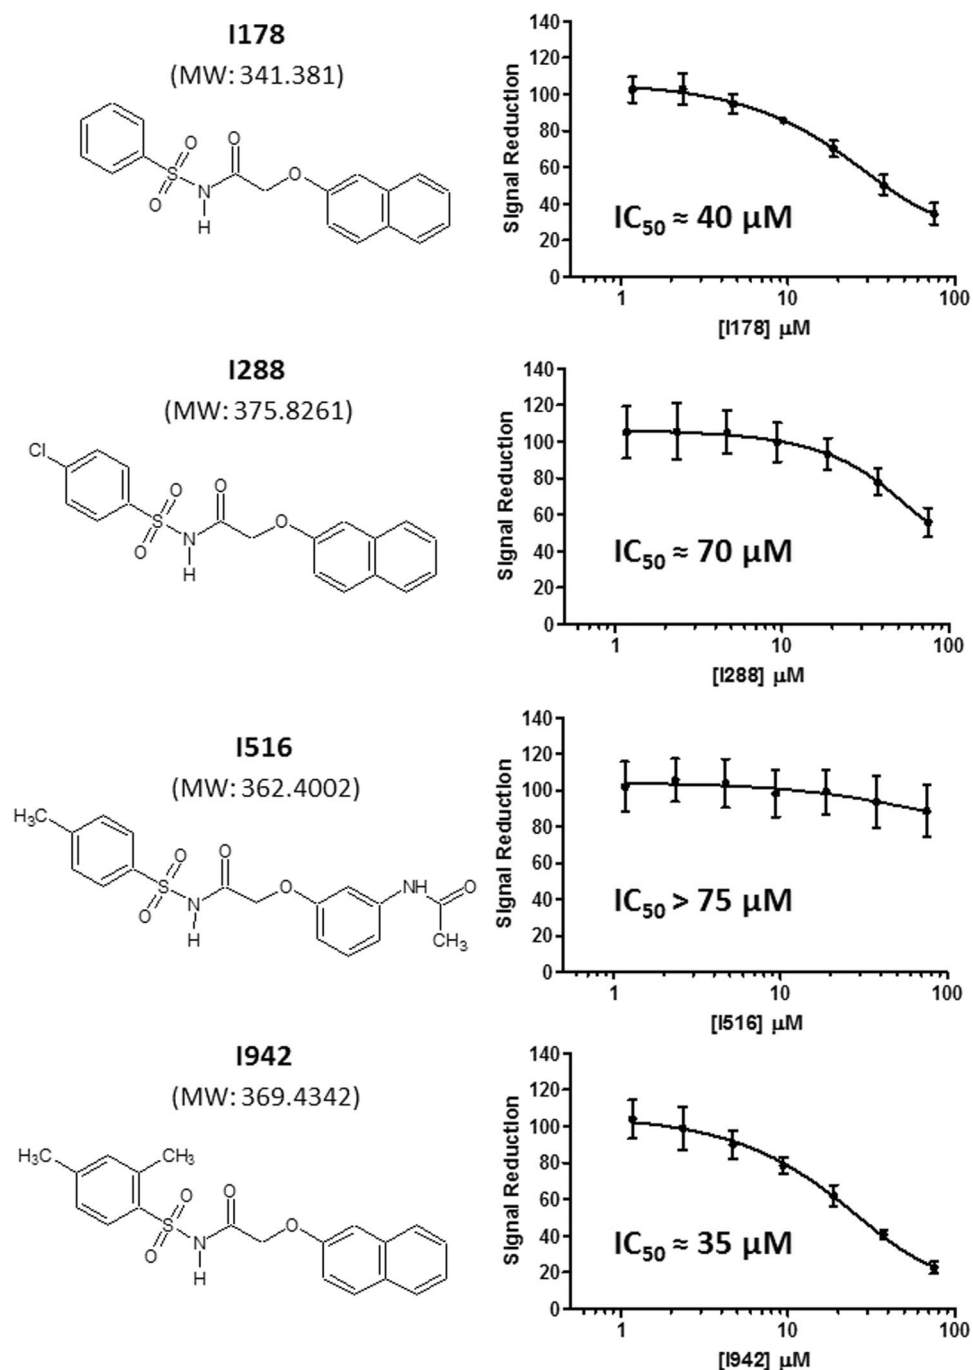 I178
(MW: 341.381)
O
O
S
O
N
H
O
140
120
100
80
60
40
20
0
Signal Reduction
IC50 ≈ 40 µM
1
10
100
[I178] µM
I288
(MW: 375.8261)
Cl
O
O
S
O
N
H
O
140
120
100
80
60
40
20
0
Signal Reduction
IC50 ≈ 70 µM
1
10
100
[I288] µM
I516
(MW: 362.4002)
H3C
O
O
S
O
N
H
O
NH
O
CH3
140
120
100
80
60
40
20
0
Signal Reduction
IC50 > 75 µM
1
10
100
[I516] µM
I942
(MW: 369.4342)
H3C
CH3
O
O
S
O
N
H
O
140
120
100
80
60
40
20
0
Signal Reduction
IC50 ≈ 35 µM
1
10
100
[I942] µM